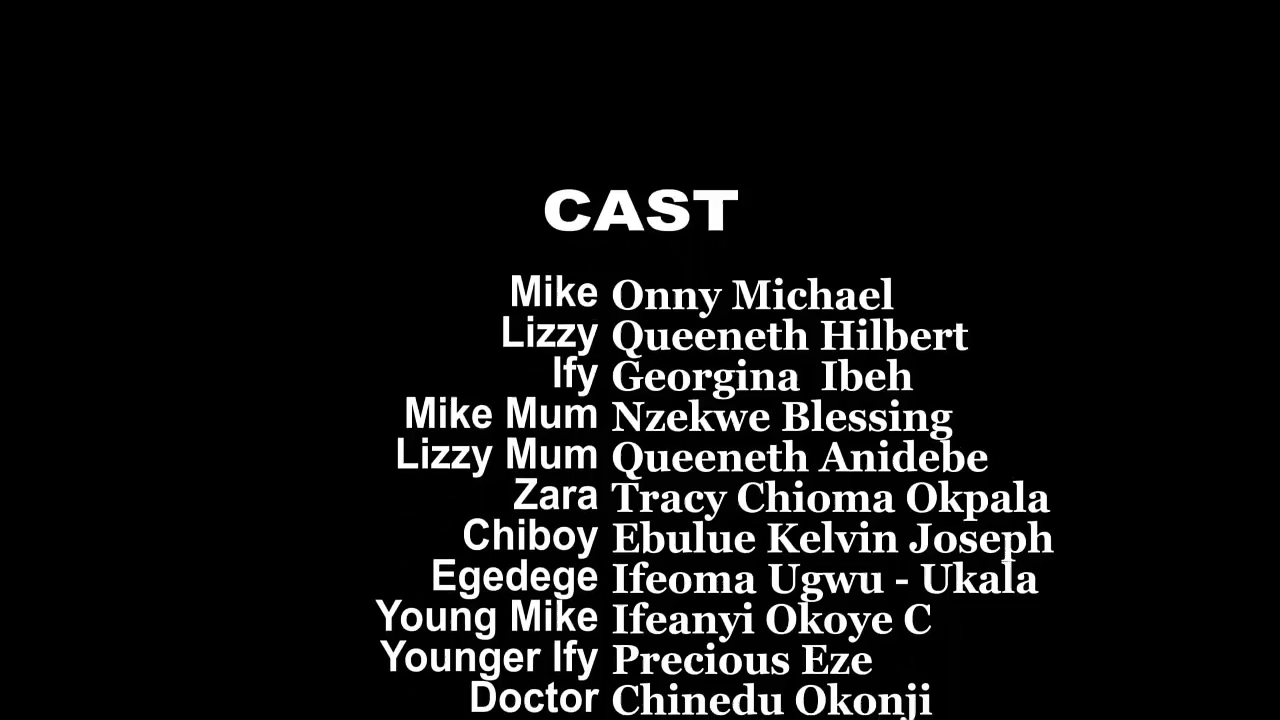 CAST
Mike Onny Michael
Lizzy Queeneth Hilbert
Ify Georgina Ibeh
Mike Mum Nzekwe Blessing
Lizzy Mum Queeneth Anidebe
Zara Tracy Chioma Okpala
Chiboy Ebulue Kelvin Joseph
Egedege Ifeoma Ugwu - Ukala
Young Mike Ifeanyi Okoye C
Younger Ify Precious Eze
Doctor Chinedu Okonji